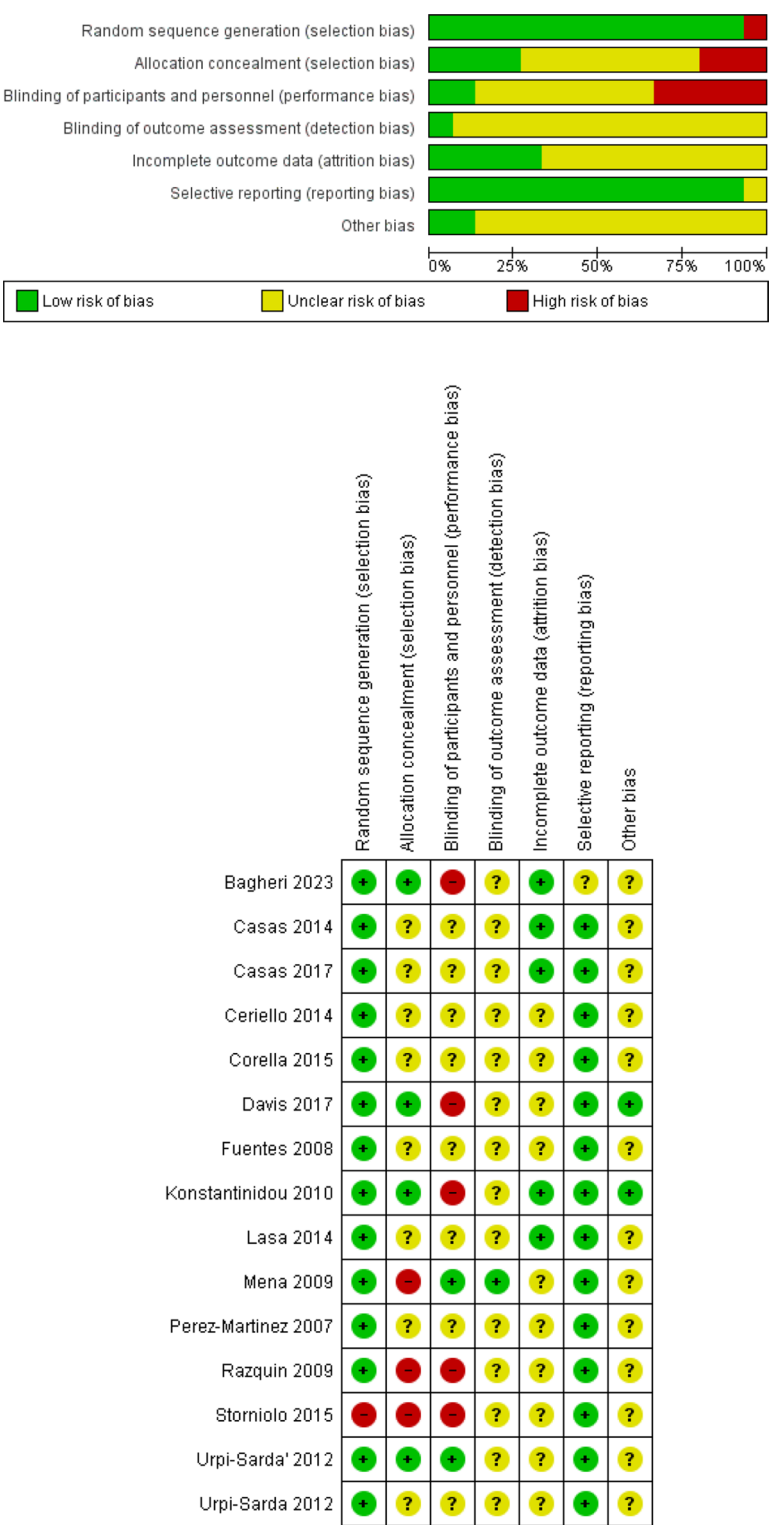 Random sequence generation (selection bias)
Allocation concealment (selection bias)
Blinding of participants and personnel (performance bias)
Blinding of outcome assessment (detection bias)
Incomplete outcome data (attrition bias)
Selective reporting (reporting bias)
Other bias
0% 25% 50% 75% 100%
Low risk of bias Unclear risk of bias High risk of bias
Random sequence generation (selection bias)
Allocation concealment (selection bias)
Blinding of participants and personnel (performance bias)
Blinding of outcome assessment (detection bias)
Incomplete outcome data (attrition bias)
Selective reporting (reporting bias)
Other bias
Bagheri 2023 + + - ? + ? ?
Casas 2014 + ? ? ? + + ?
Casas 2017 + ? ? ? + + ?
Ceriello 2014 + ? ? ? ? + ?
Corella 2015 + ? ? ? ? + ?
Davis 2017 + + - ? ? + +
Fuentes 2008 + ? ? ? ? + ?
Konstantinidou 2010 + + - ? + + +
Lasa 2014 + ? ? ? + + ?
Mena 2009 + - + + ? + ?
Perez-Martinez 2007 + ? ? ? ? + ?
Razquin 2009 + - - ? ? + ?
Storniolo 2015 - - - ? ? + ?
Urpi-Sarda' 2012 + + + ? ? + ?
Urpi-Sarda 2012 + ? ? ? ? + ?